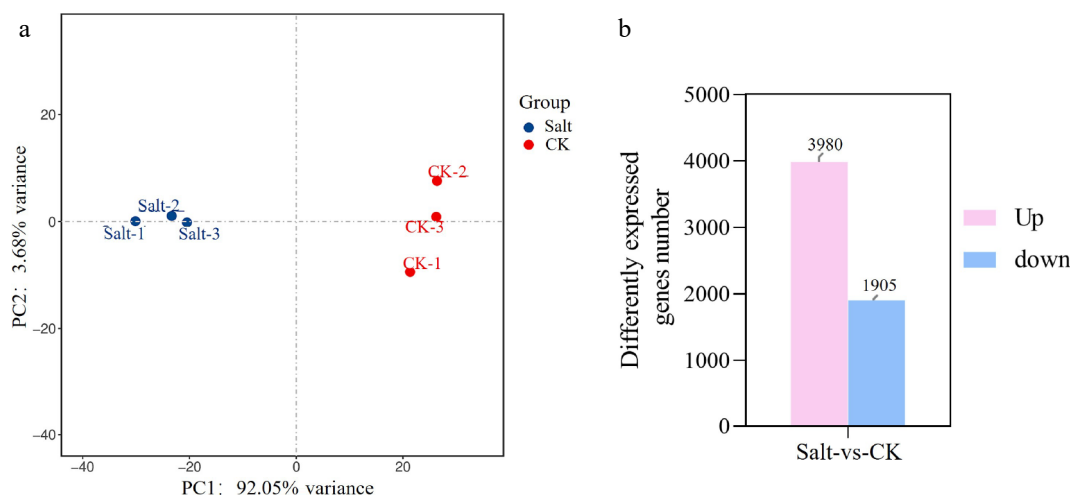 a
20
0
−20
−40
PC2: 3.68% variance
Salt-1
Salt-2
Salt-3
CK-2
CK-3
CK-1
−40
−20
0
20
PC1: 92.05% variance
Group
Salt
CK
b
Differently expressed
genes number
5000
4000
3000
2000
1000
0
3980
1905
Salt-vs-CK
Up
down